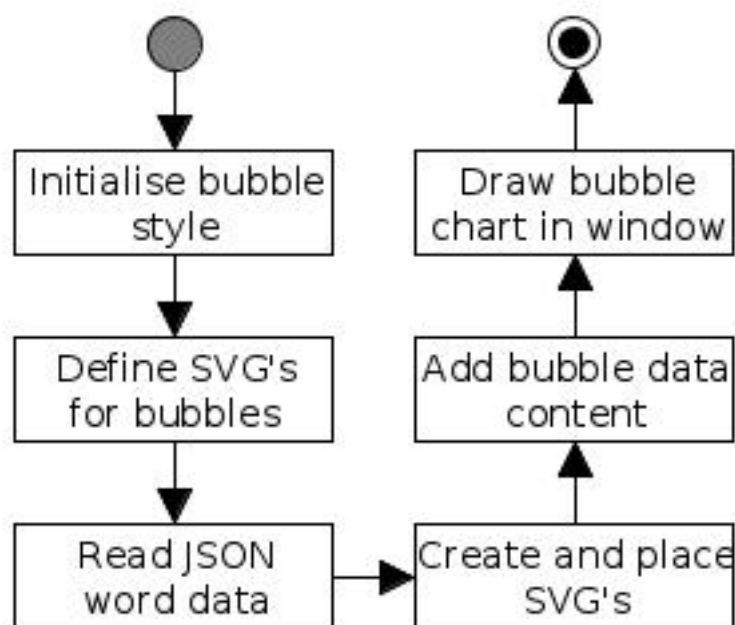 Initialise bubble
style
Define SVG's
for bubbles
Read JSON
word data
Create and place
SVG's
Add bubble data
content
Draw bubble
chart in window